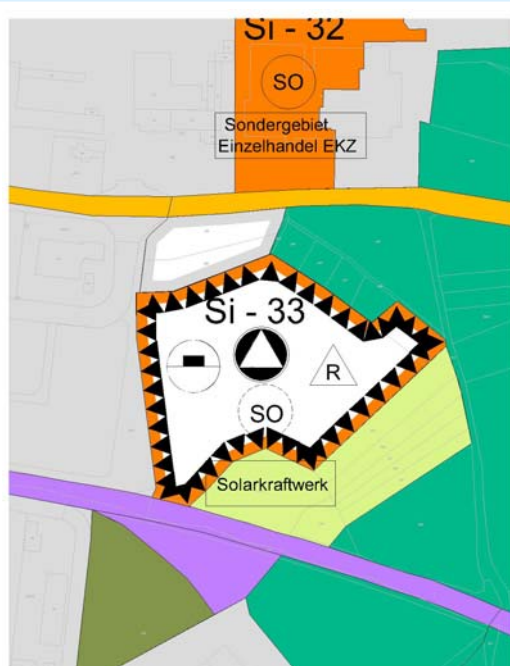 Si - 32
SO
Sondergebiet
Einzelhandel EKZ
Si - 33
R
SO
Solarkraftwerk